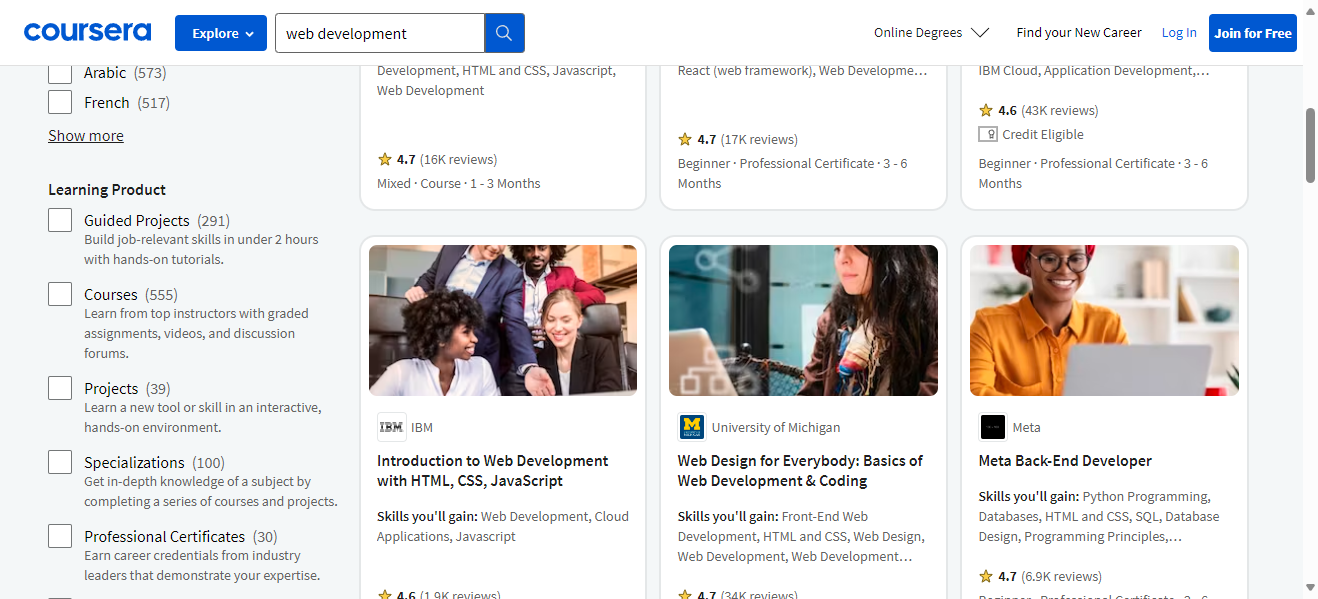 coursera
Explore
web development
Online Degrees
Find your New Career
Log In
Join for Free
Arabic (573)
French (517)
Show more
Learning Product
Guided Projects (291)
Build job-relevant skills in under 2 hours
with hands-on tutorials.
Courses (555)
Learn from top instructors with graded
assignments, videos, and discussion
forums.
Projects (39)
Learn a new tool or skill in an interactive,
hands-on environment.
Specializations (100)
Get in-depth knowledge of a subject by
completing a series of courses and projects.
Professional Certificates (30)
Earn career credentials from industry
leaders that demonstrate your expertise.
Development, HTML and CSS, Javascript,
Web Development
4.7 (16K reviews)
Mixed · Course · 1 - 3 Months
React (web framework), Web Developme…
4.7 (17K reviews)
Beginner · Professional Certificate · 3 - 6
Months
IBM Cloud, Application Development,…
4.6 (43K reviews)
Credit Eligible
Beginner · Professional Certificate · 3 - 6
Months
IBM IBM
Introduction to Web Development
with HTML, CSS, JavaScript
Skills you'll gain: Web Development, Cloud
Applications, Javascript
4.6 (1.9K reviews)
M University of Michigan
Web Design for Everybody: Basics of
Web Development & Coding
Skills you'll gain: Front-End Web
Development, HTML and CSS, Web Design,
Web Development, Web Development…
4.7 (34K reviews)
Meta
Meta Back-End Developer
Skills you'll gain: Python Programming,
Databases, HTML and CSS, SQL, Database
Design, Programming Principles,…
4.7 (6.9K reviews)